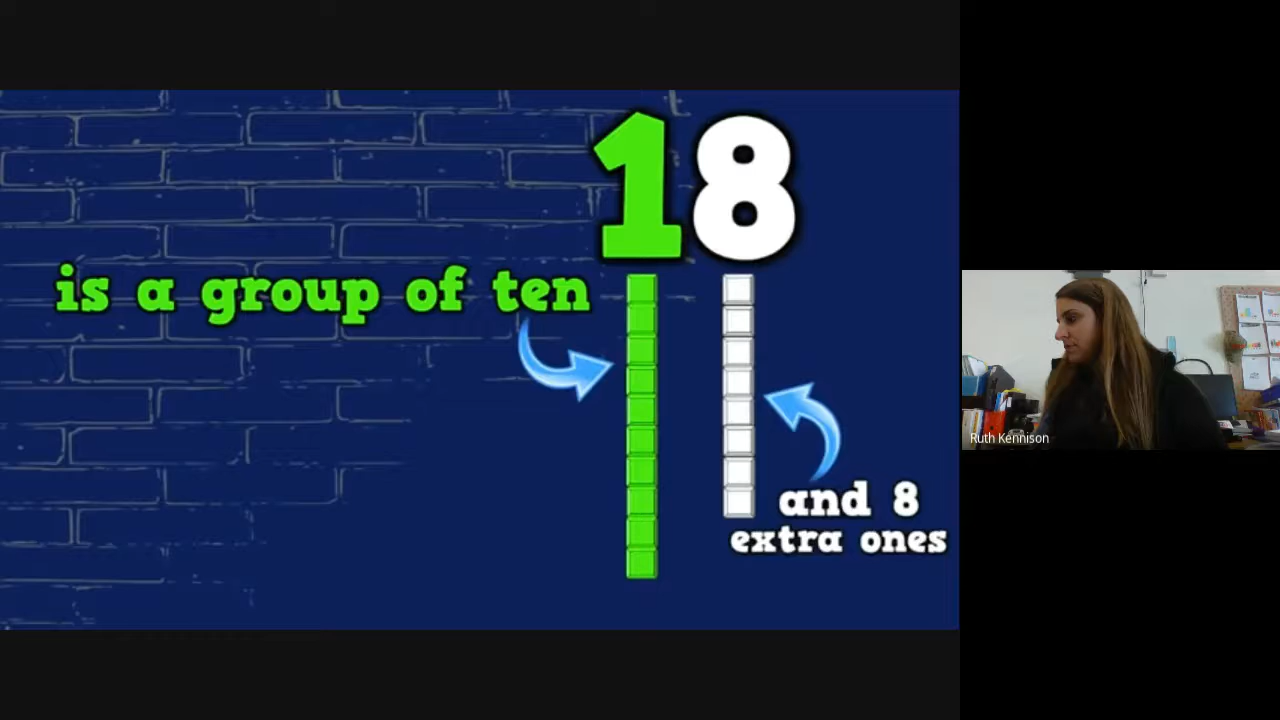 18
is a group of ten
and 8
extra ones
Ruth Kennison